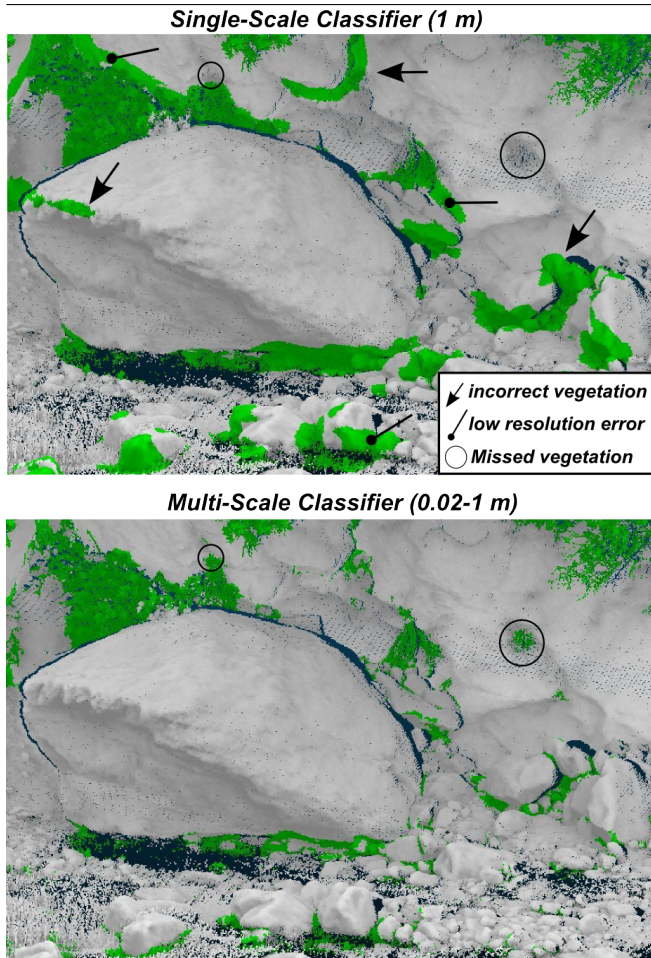 Single-Scale Classifier (1 m)
incorrect vegetation
low resolution error
Missed vegetation
Multi-Scale Classifier (0.02-1 m)